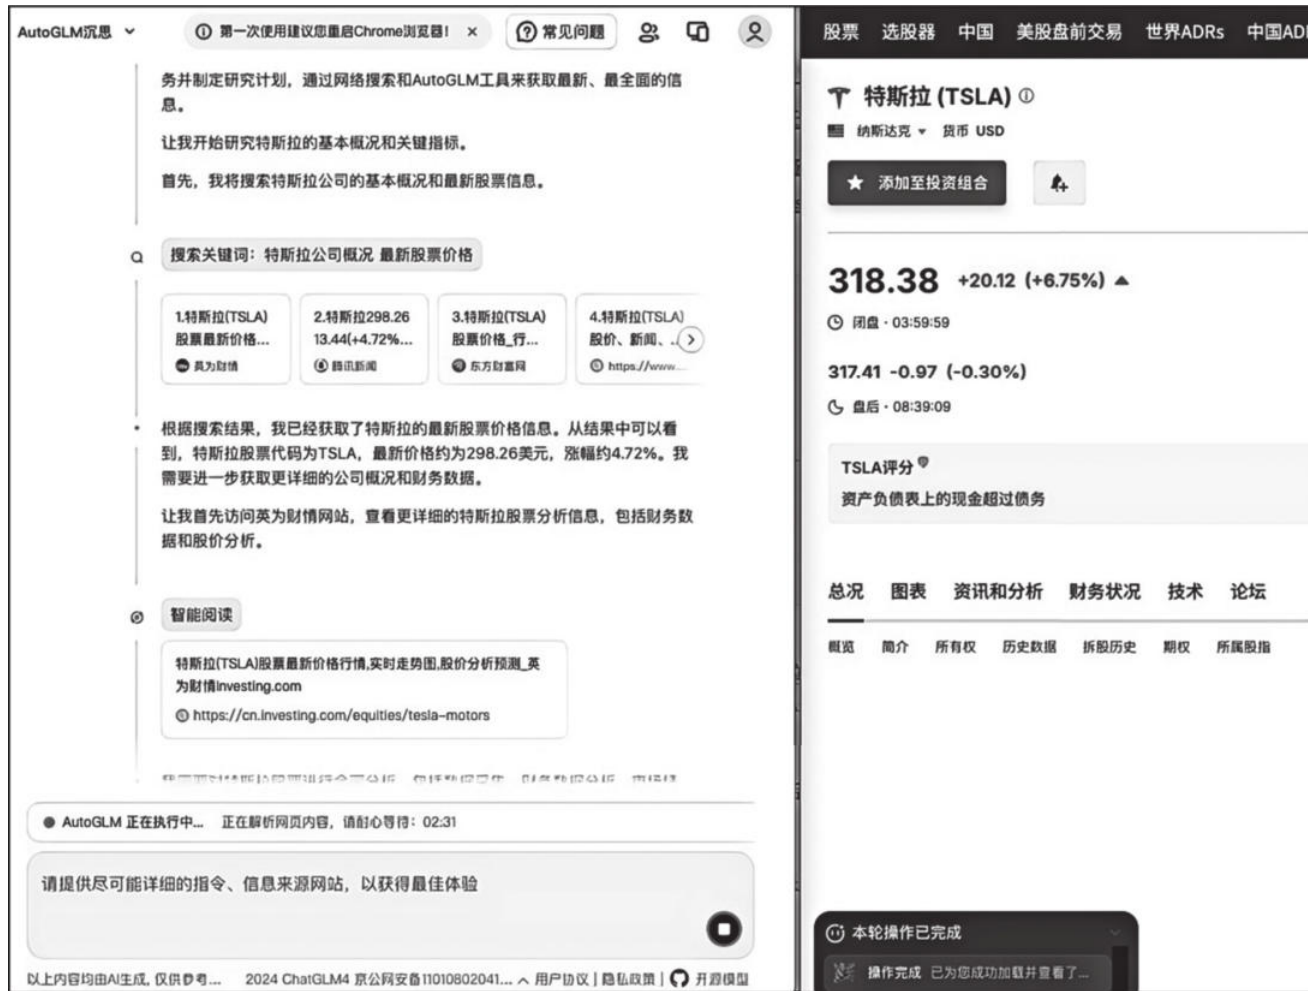 AutoGLM沉思
第一次使用建议您重启Chrome浏览器! ×
常见问题
务并制定研究计划，通过网络搜索和AutoGLM工具来获取最新、最全面的信
息。
让我开始研究特斯拉的基本概况和关键指标。
首先，我将搜索特斯拉公司的基本概况和最新股票信息。
搜索关键词：特斯拉公司概况 最新股票价格
1.特斯拉(TSLA)
股票最新价格...
英为财情
2.特斯拉298.26
13.44(+4.72%...
腾讯新闻
3.特斯拉(TSLA)
股票价格_行...
东方财富网
4.特斯拉(TSLA)
股价、新闻、...
https://www...
根据搜索结果，我已经获取了特斯拉的最新股票价格信息。从结果中可以看
到，特斯拉股票代码为TSLA，最新价格约为298.26美元，涨幅约4.72%。我
需要进一步获取更详细的公司概况和财务数据。
让我首先访问英为财情网站，查看更详细的特斯拉股票分析信息，包括财务数
据和股价分析。
智能阅读
特斯拉(TSLA)股票最新价格行情,实时走势图,股价分析预测_英
为财情Investing.com
https://cn.investing.com/equities/tesla-motors
AutoGLM 正在执行中... 正在解析网页内容，请耐心等待：02:31
请提供尽可能详细的指令、信息来源网站，以获得最佳体验
以上内容均由AI生成, 仅供参考... 2024 ChatGLM4 京公网安备11010802041... 用户协议 | 隐私政策 | 开源模型
股票 选股器 中国 美股盘前交易 世界ADRs 中国AD
特斯拉 (TSLA)
纳斯达克 货币 USD
添加至投资组合
318.38 +20.12 (+6.75%)
闭盘 · 03:59:59
317.41 -0.97 (-0.30%)
盘后 · 08:39:09
TSLA评分
资产负债表上的现金超过债务
总况 图表 资讯和分析 财务状况 技术 论坛
概览 简介 所有权 历史数据 拆股历史 期权 所属股指
本轮操作已完成
操作完成 已为您成功加载并查看了...